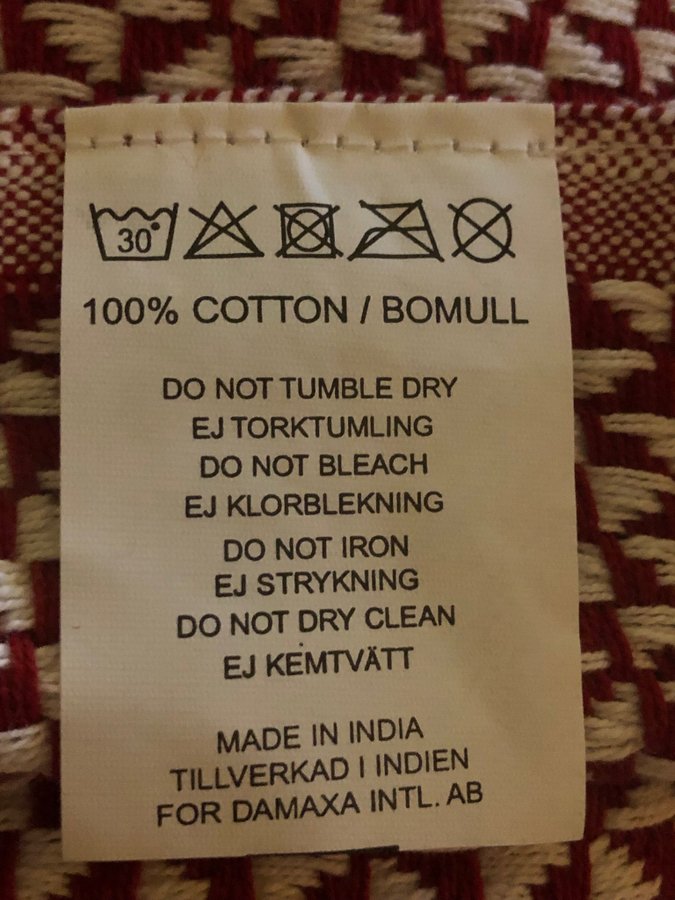 30°
100% COTTON / BOMULL
DO NOT TUMBLE DRY
EJ TORKTUMLING
DO NOT BLEACH
EJ KLORBLEKNING
DO NOT IRON
EJ STRYKNING
DO NOT DRY CLEAN
EJ KEMTVÄTT
MADE IN INDIA
TILLVERKAD I INDIEN
FOR DAMAXA INTL. AB